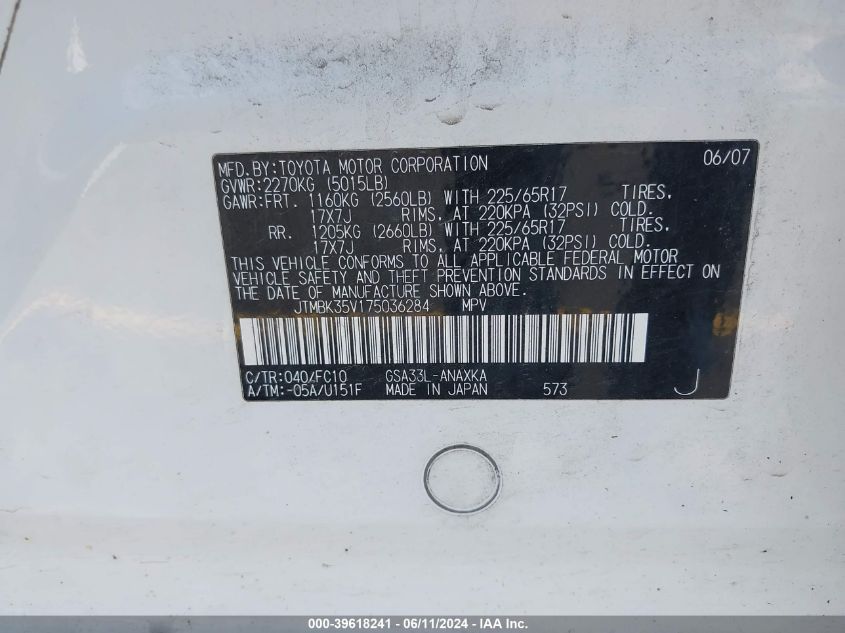 MFD.BY:TOYOTA MOTOR CORPORATION 06/07
GVWR:2270KG (5015LB)
GAWR:FRT. 1160KG (2560LB) WITH 225/65R17 TIRES,
17X7J RIMS, AT 220KPA (32PSI) COLD.
RR. 1205KG (2660LB) WITH 225/65R17 TIRES,
17X7J RIMS, AT 220KPA (32PSI) COLD.
THIS VEHICLE CONFORMS TO ALL APPLICABLE FEDERAL MOTOR
VEHICLE SAFETY AND THEFT PREVENTION STANDARDS IN EFFECT ON
THE DATE OF MANUFACTURE SHOWN ABOVE.
JTMBK35V175036284 MPV
C/TR:040/FC10 GSA33L-ANAXKA
A/TM:-05A/U151F MADE IN JAPAN 573 J
000-39618241 - 06/11/2024 - IAA Inc.